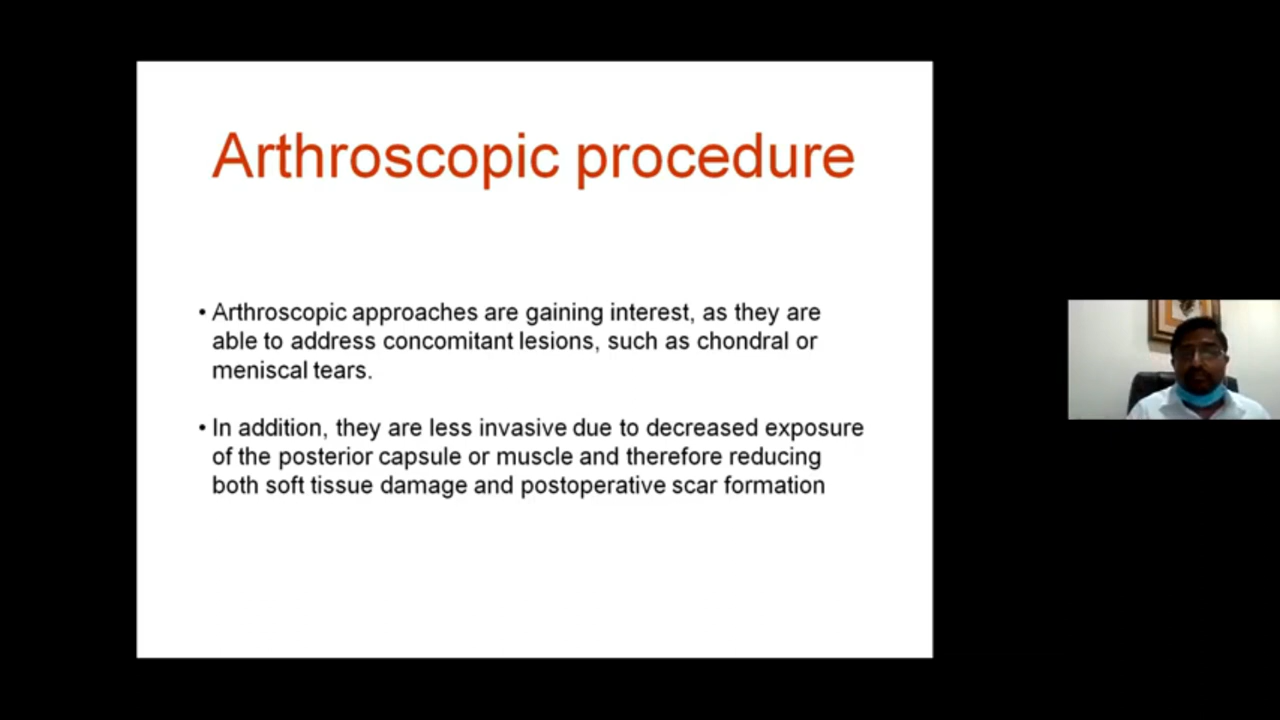 Arthroscopic procedure
• Arthroscopic approaches are gaining interest, as they are
able to address concomitant lesions, such as chondral or
meniscal tears.
• In addition, they are less invasive due to decreased exposure
of the posterior capsule or muscle and therefore reducing
both soft tissue damage and postoperative scar formation